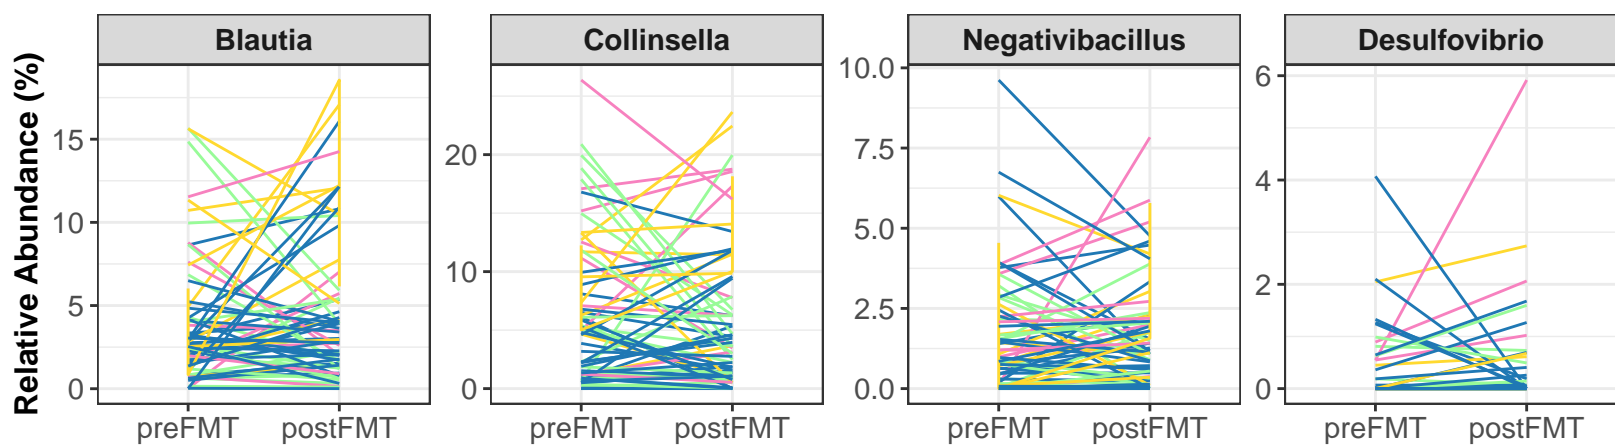 Blautia
Collinsella
Negativibacillus
Desulfovibrio
Relative Abundance (%)
15
10
5
0
20
10
0
10.0
7.5
5.0
2.5
0.0
6
4
2
0
preFMT postFMT
preFMT postFMT
preFMT postFMT
preFMT postFMT